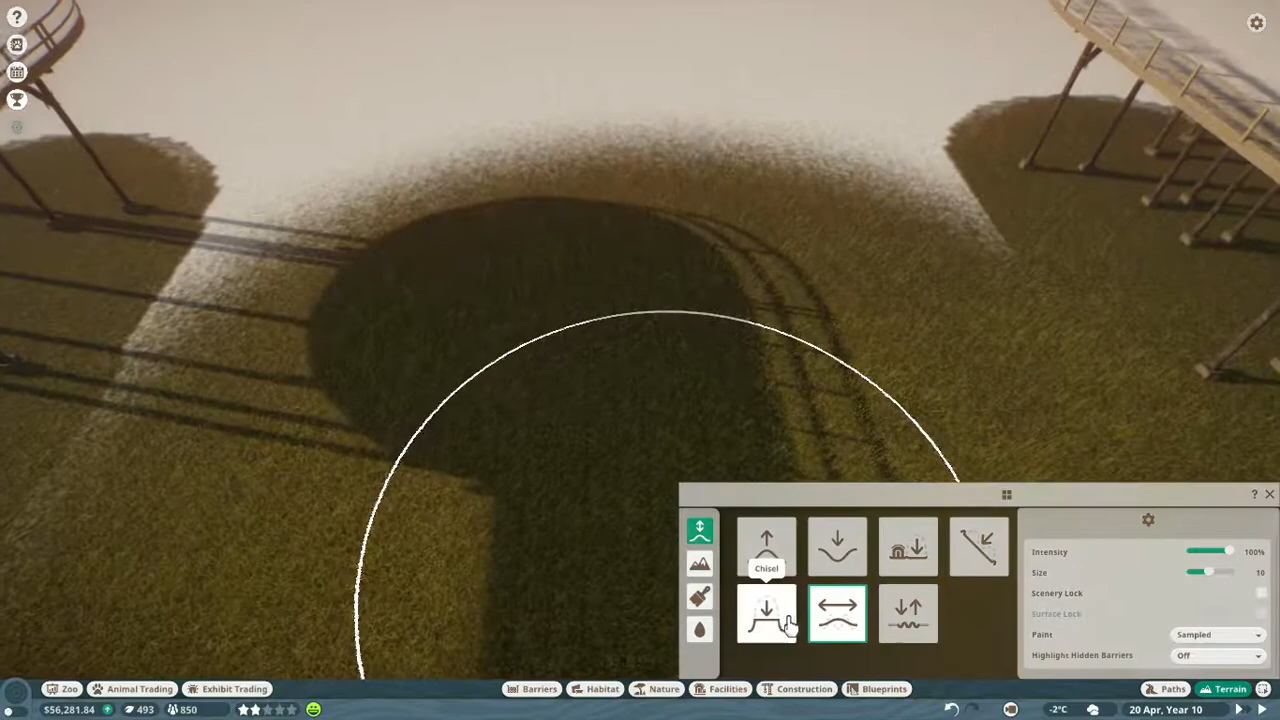 ?
? ×
Chisel
Intensity 100%
Size 10
Scenery Lock
Surface Lock
Paint Sampled
Highlight Hidden Barriers Off
Zoo Animal Trading Exhibit Trading Barriers Habitat Nature Facilities Construction Blueprints Paths Terrain
$56,281.84 493 850 -2°C 20 Apr, Year 10